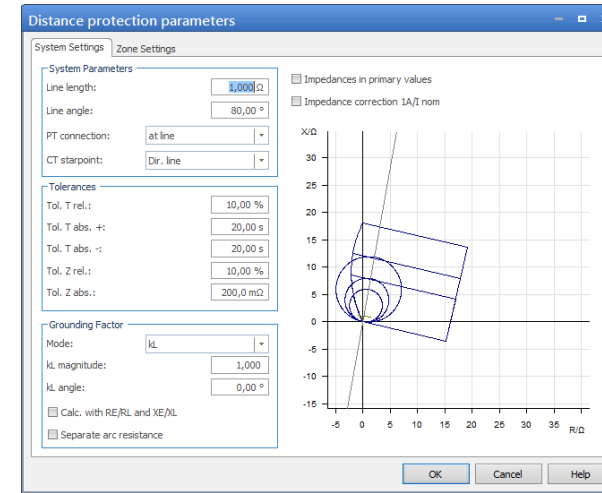 Distance protection parameters
System Settings
Zone Settings
System Parameters
Line length: 1,000 Ω
Line angle: 80,00 °
PT connection: at line
CT starpoint: Dir. line
Tolerances
Tol. T rel.: 10,00 %
Tol. T abs. +: 20,00 s
Tol. T abs. -: 20,00 s
Tol. Z rel.: 10,00 %
Tol. Z abs.: 200,0 mΩ
Grounding Factor
Mode: kL
kL magnitude: 1,000
kL angle: 0,00 °
Calc. with RE/RL and XE/XL
Separate arc resistance
Impedances in primary values
Impedance correction 1A/I nom
X/Ω
30
25
20
15
10
5
0
-5
-10
-15
-5 0 5 10 15 20 25 30 35 R/Ω
OK Cancel Help